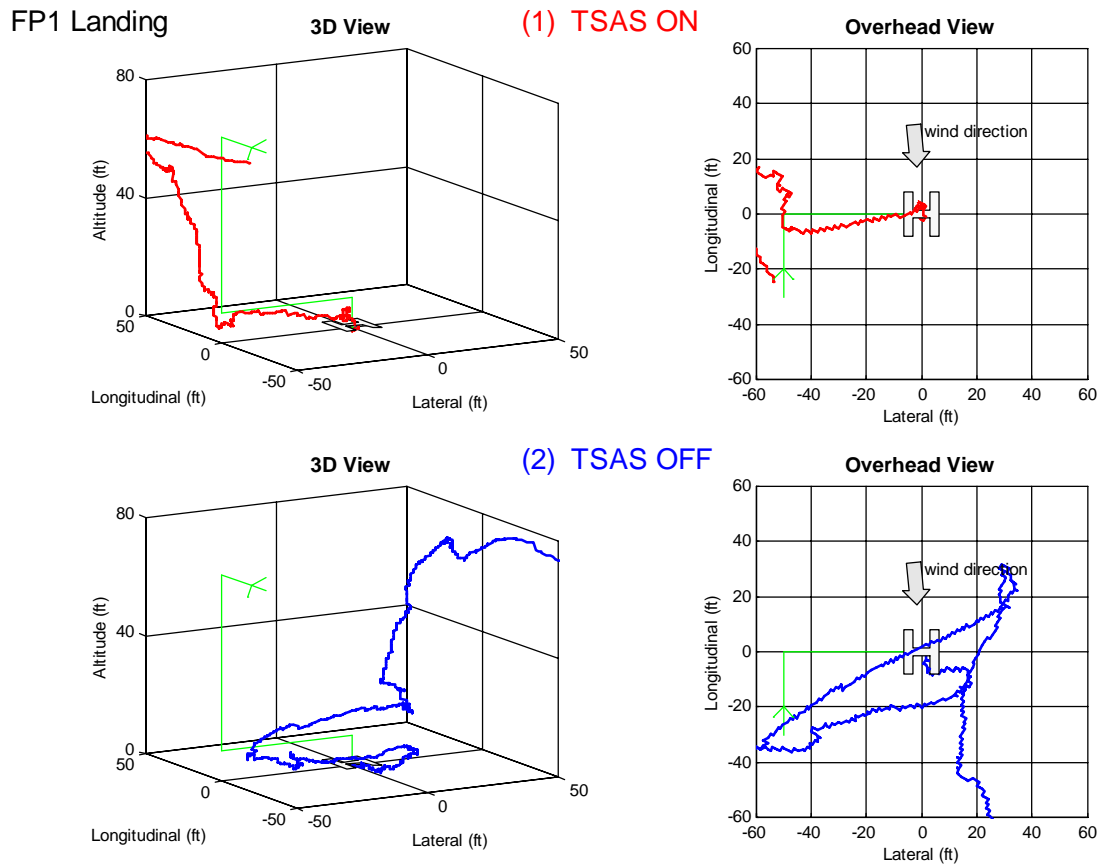 FP1 Landing
(1) TSAS ON
3D View
80
40
0
Altitude (ft)
50
0
-50
Longitudinal (ft)
-50
0
50
Lateral (ft)
Overhead View
60
40
20
0
-20
-40
-60
Longitudinal (ft)
wind direction
-60
-40
-20
0
20
40
60
Lateral (ft)
(2) TSAS OFF
3D View
80
40
0
Altitude (ft)
50
0
-50
Longitudinal (ft)
-50
0
50
Lateral (ft)
Overhead View
60
40
20
0
-20
-40
-60
Longitudinal (ft)
wind direction
-60
-40
-20
0
20
40
60
Lateral (ft)